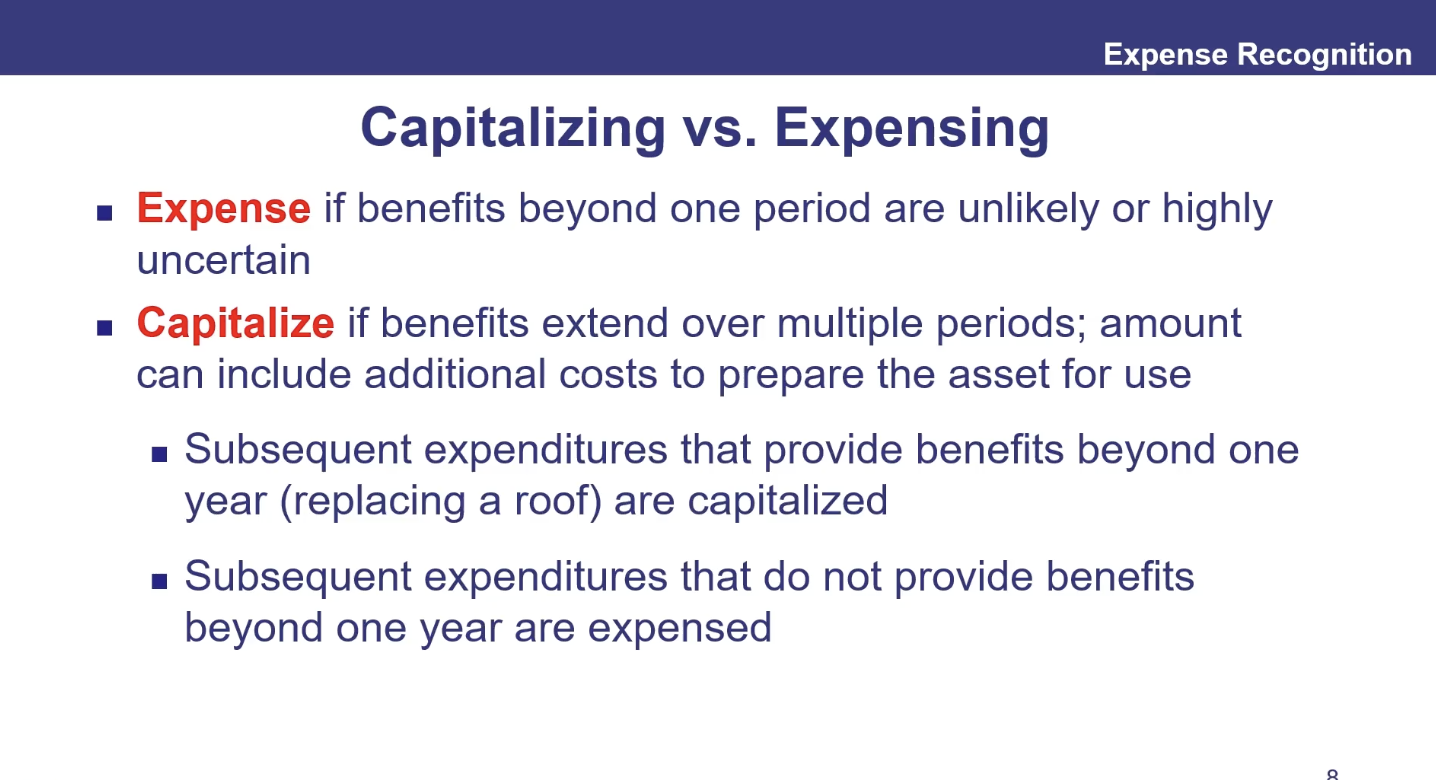 Expense Recognition
Capitalizing vs. Expensing
Expense if benefits beyond one period are unlikely or highly
uncertain
Capitalize if benefits extend over multiple periods; amount
can include additional costs to prepare the asset for use
Subsequent expenditures that provide benefits beyond one
year (replacing a roof) are capitalized
Subsequent expenditures that do not provide benefits
beyond one year are expensed
8